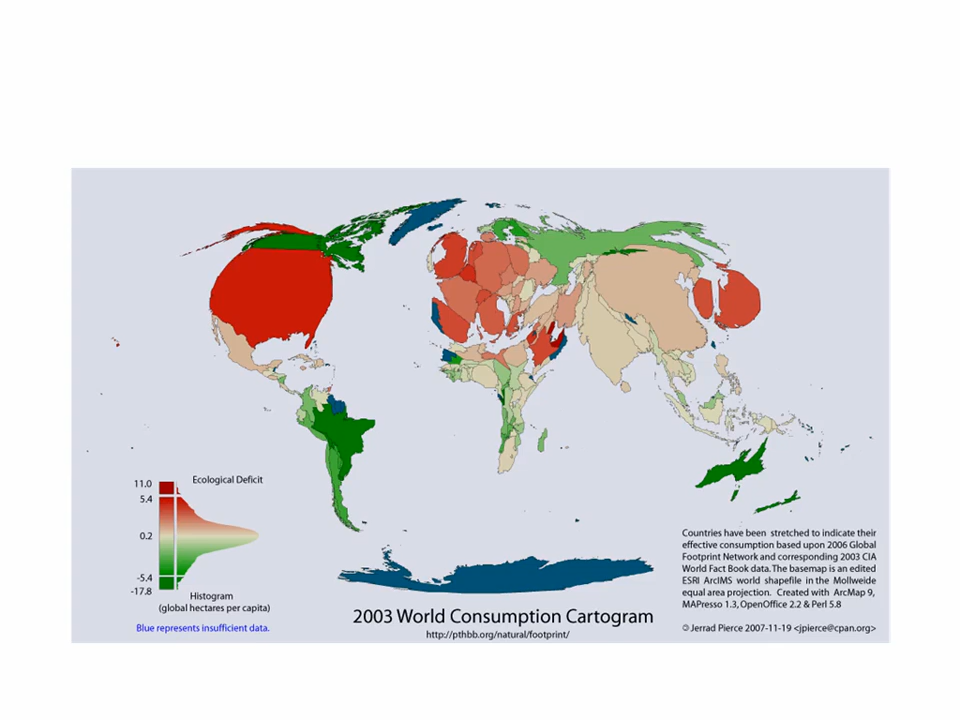 Ecological Deficit
11.0
5.4
0.2
-5.4
-17.8
Histogram
(global hectares per capita)
Blue represents insufficient data.
2003 World Consumption Cartogram
http://pthbb.org/natural/footprint/
Countries have been stretched to indicate their
effective consumption based upon 2006 Global
Footprint Network and corresponding 2003 CIA
World Fact Book data. The basemap is an edited
ESRI ArcIMS world shapefile in the Mollweide
equal area projection. Created with ArcMap 9,
MAPresso 1.3, OpenOffice 2.2 & Perl 5.8
Jerrad Pierce 2007-11-19 <jpierce@cpan.org>